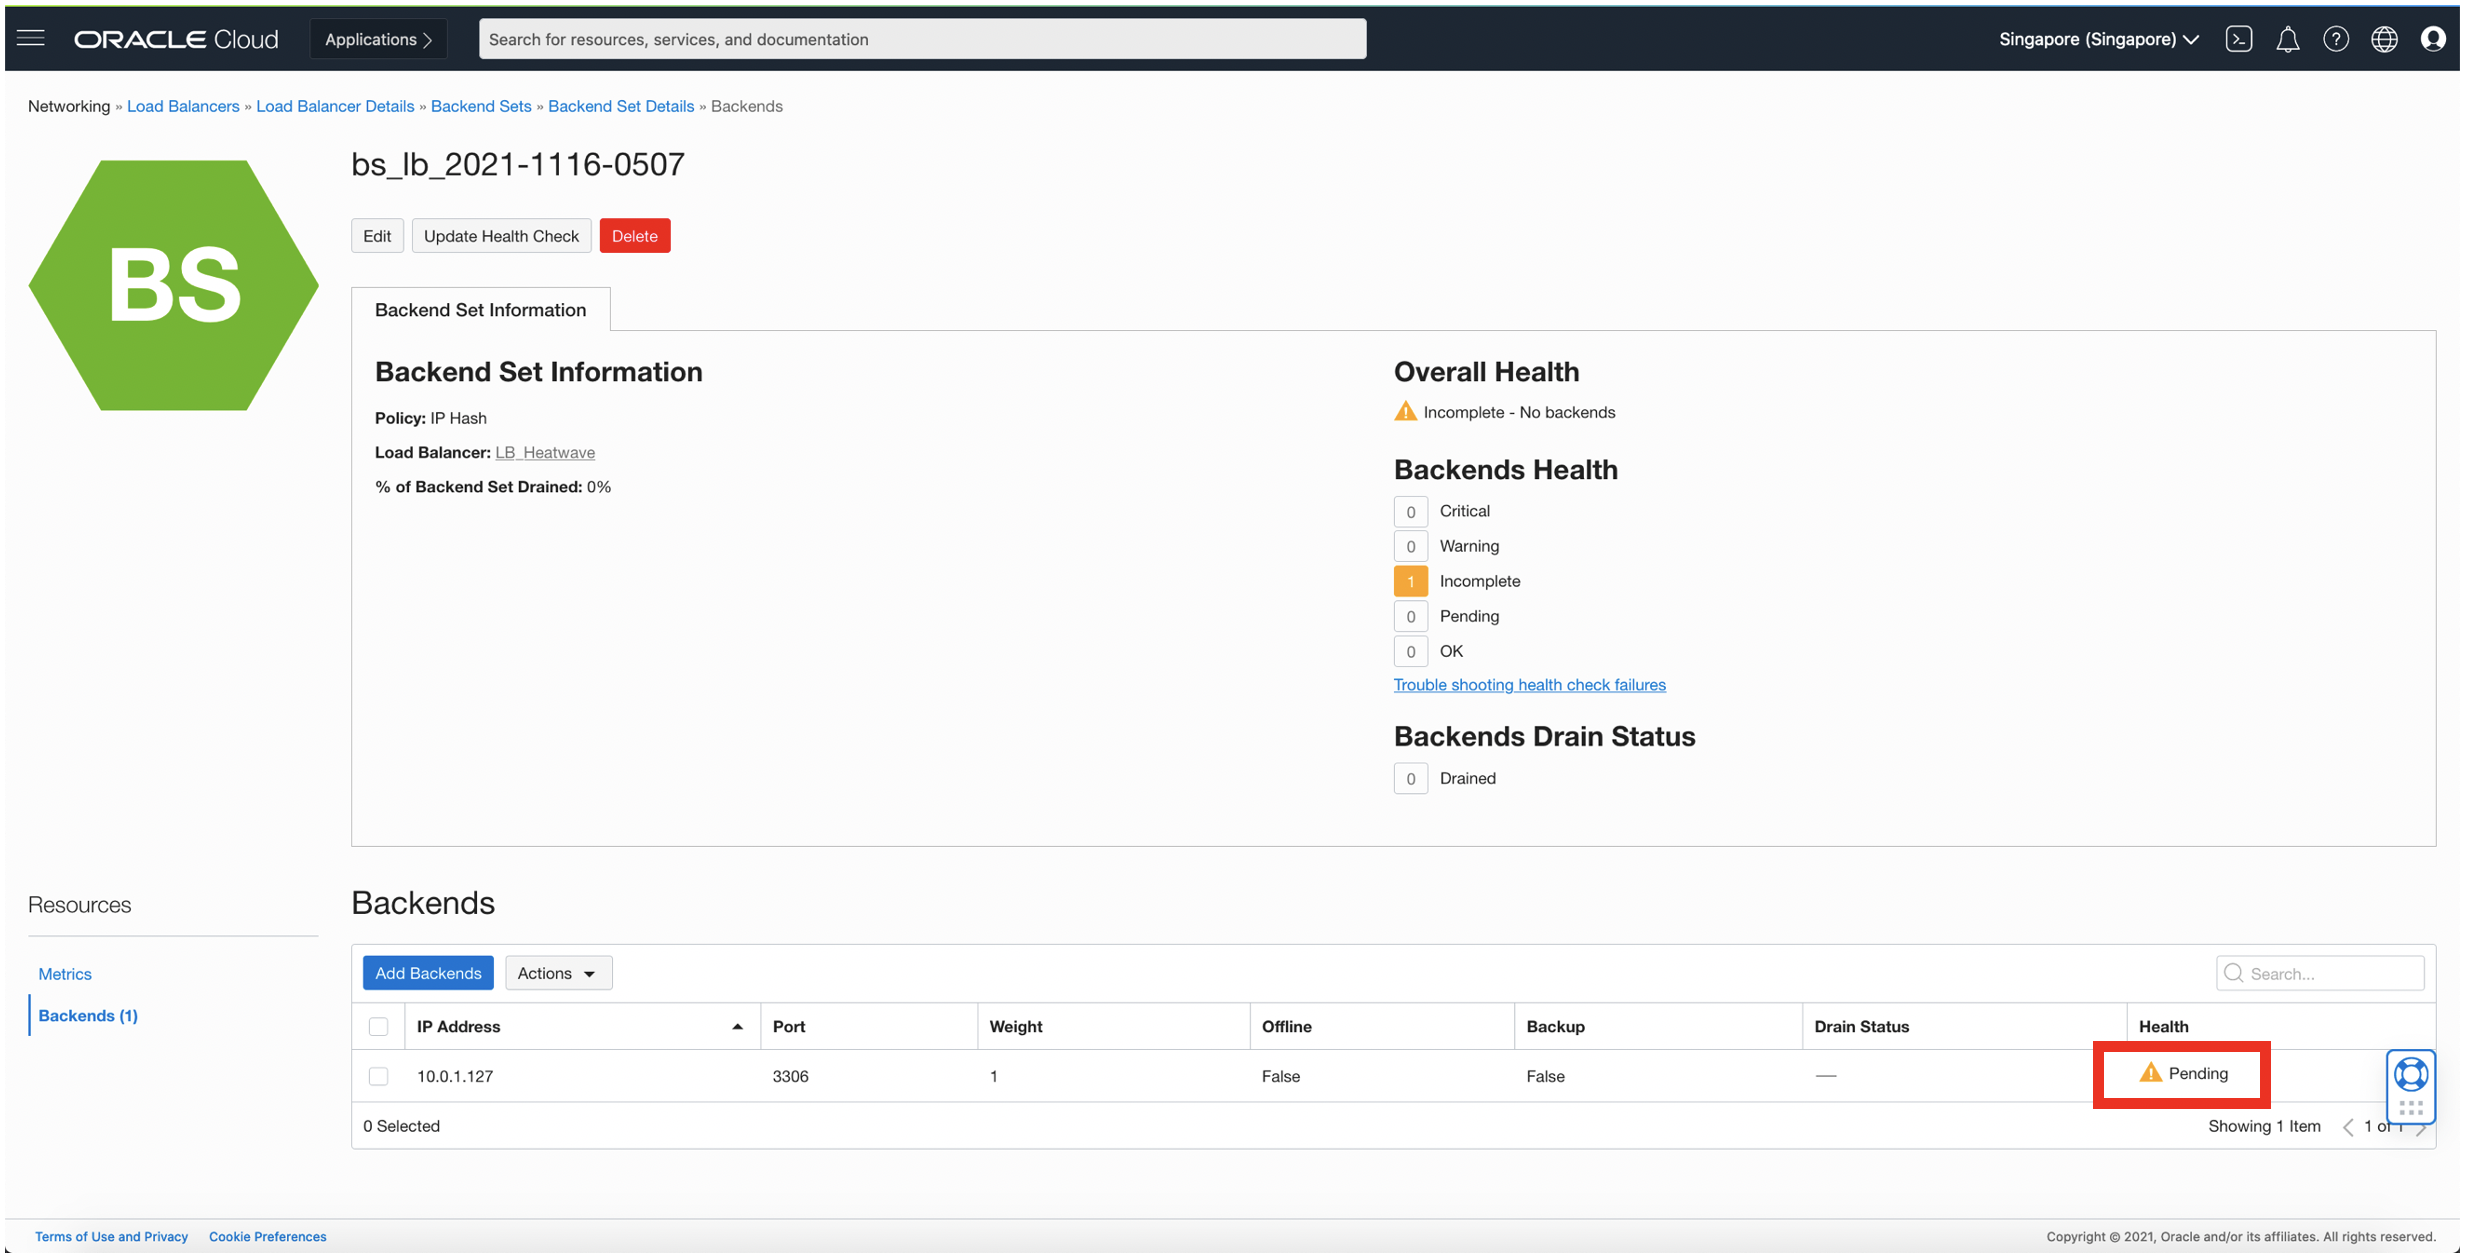 ORACLE Cloud
Applications
Search for resources, services, and documentation
Singapore (Singapore)
Networking » Load Balancers » Load Balancer Details » Backend Sets » Backend Set Details » Backends
BS
bs_lb_2021-1116-0507
Edit
Update Health Check
Delete
Backend Set Information
Backend Set Information
Policy: IP Hash
Load Balancer: LB_Heatwave
% of Backend Set Drained: 0%
Overall Health
Incomplete - No backends
Backends Health
0 Critical
0 Warning
1 Incomplete
0 Pending
0 OK
Trouble shooting health check failures
Backends Drain Status
0 Drained
Resources
Metrics
Backends (1)
Backends
Add Backends
Actions
Search...
IP Address Port Weight Offline Backup Drain Status Health
10.0.1.127 3306 1 False False — Pending
0 Selected
Showing 1 Item
1 of 1
Terms of Use and Privacy
Cookie Preferences
Copyright © 2021, Oracle and/or its affiliates. All rights reserved.